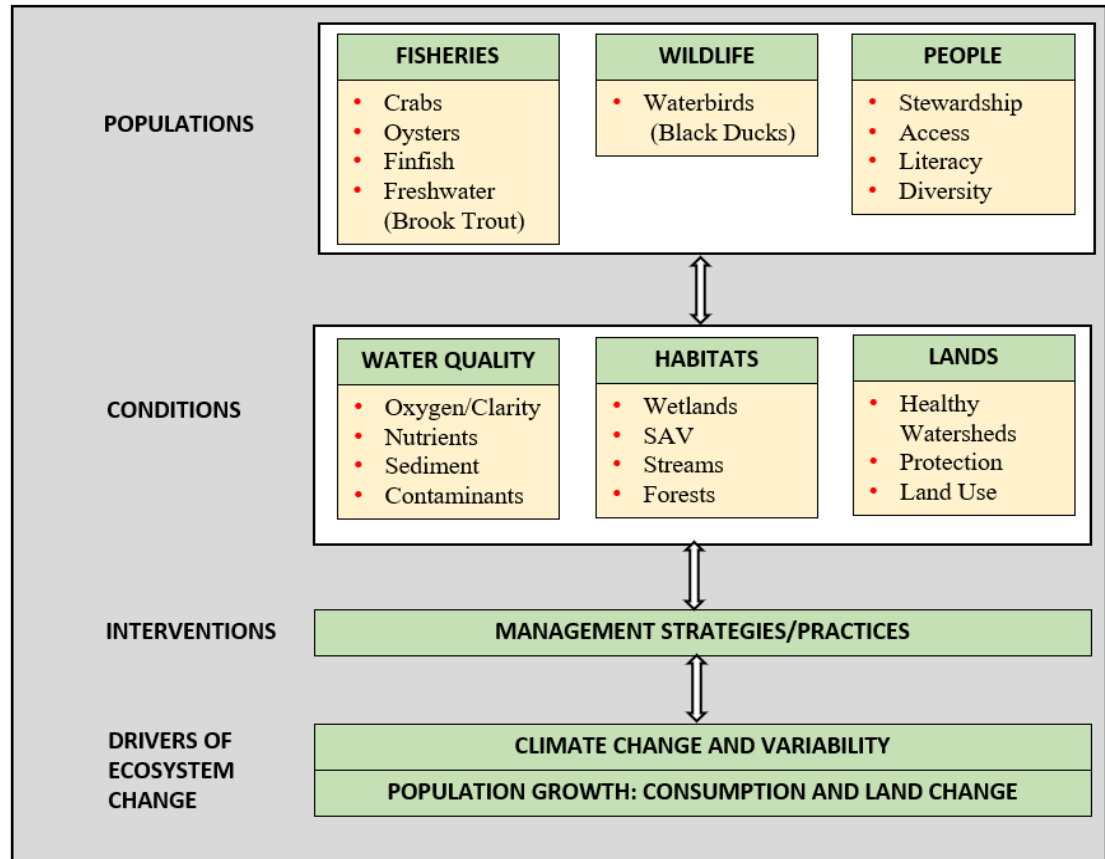 POPULATIONS
FISHERIES
• Crabs
• Oysters
• Finfish
• Freshwater
(Brook Trout)
WILDLIFE
• Waterbirds
(Black Ducks)
PEOPLE
• Stewardship
• Access
• Literacy
• Diversity
CONDITIONS
WATER QUALITY
• Oxygen/Clarity
• Nutrients
• Sediment
• Contaminants
HABITATS
• Wetlands
• SAV
• Streams
• Forests
LANDS
• Healthy
Watersheds
• Protection
• Land Use
INTERVENTIONS
MANAGEMENT STRATEGIES/PRACTICES
DRIVERS OF
ECOSYSTEM
CHANGE
CLIMATE CHANGE AND VARIABILITY
POPULATION GROWTH: CONSUMPTION AND LAND CHANGE